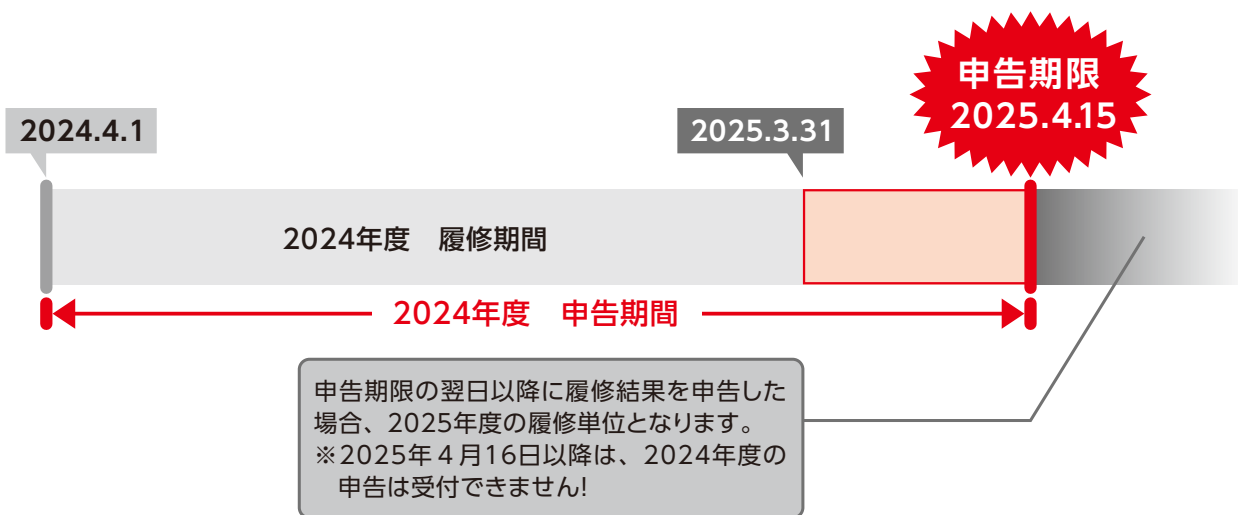 申告期限
2025.4.15
2024.4.1
2025.3.31
2024年度　履修期間
2024年度　申告期間
申告期限の翌日以降に履修結果を申告した
場合、2025年度の履修単位となります。
※2025年4月16日以降は、2024年度の
申告は受付できません!